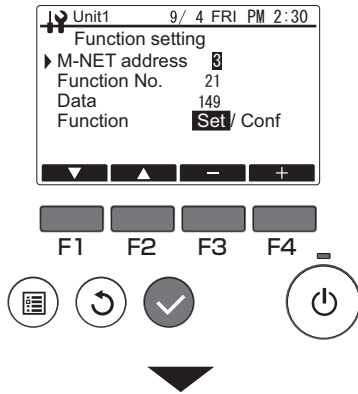 Unit1 9/ 4 FRI PM 2:30
Function setting
M-NET address 3
Function No. 21
Data 149
Function Set / Conf
− +
F1 F2 F3 F4